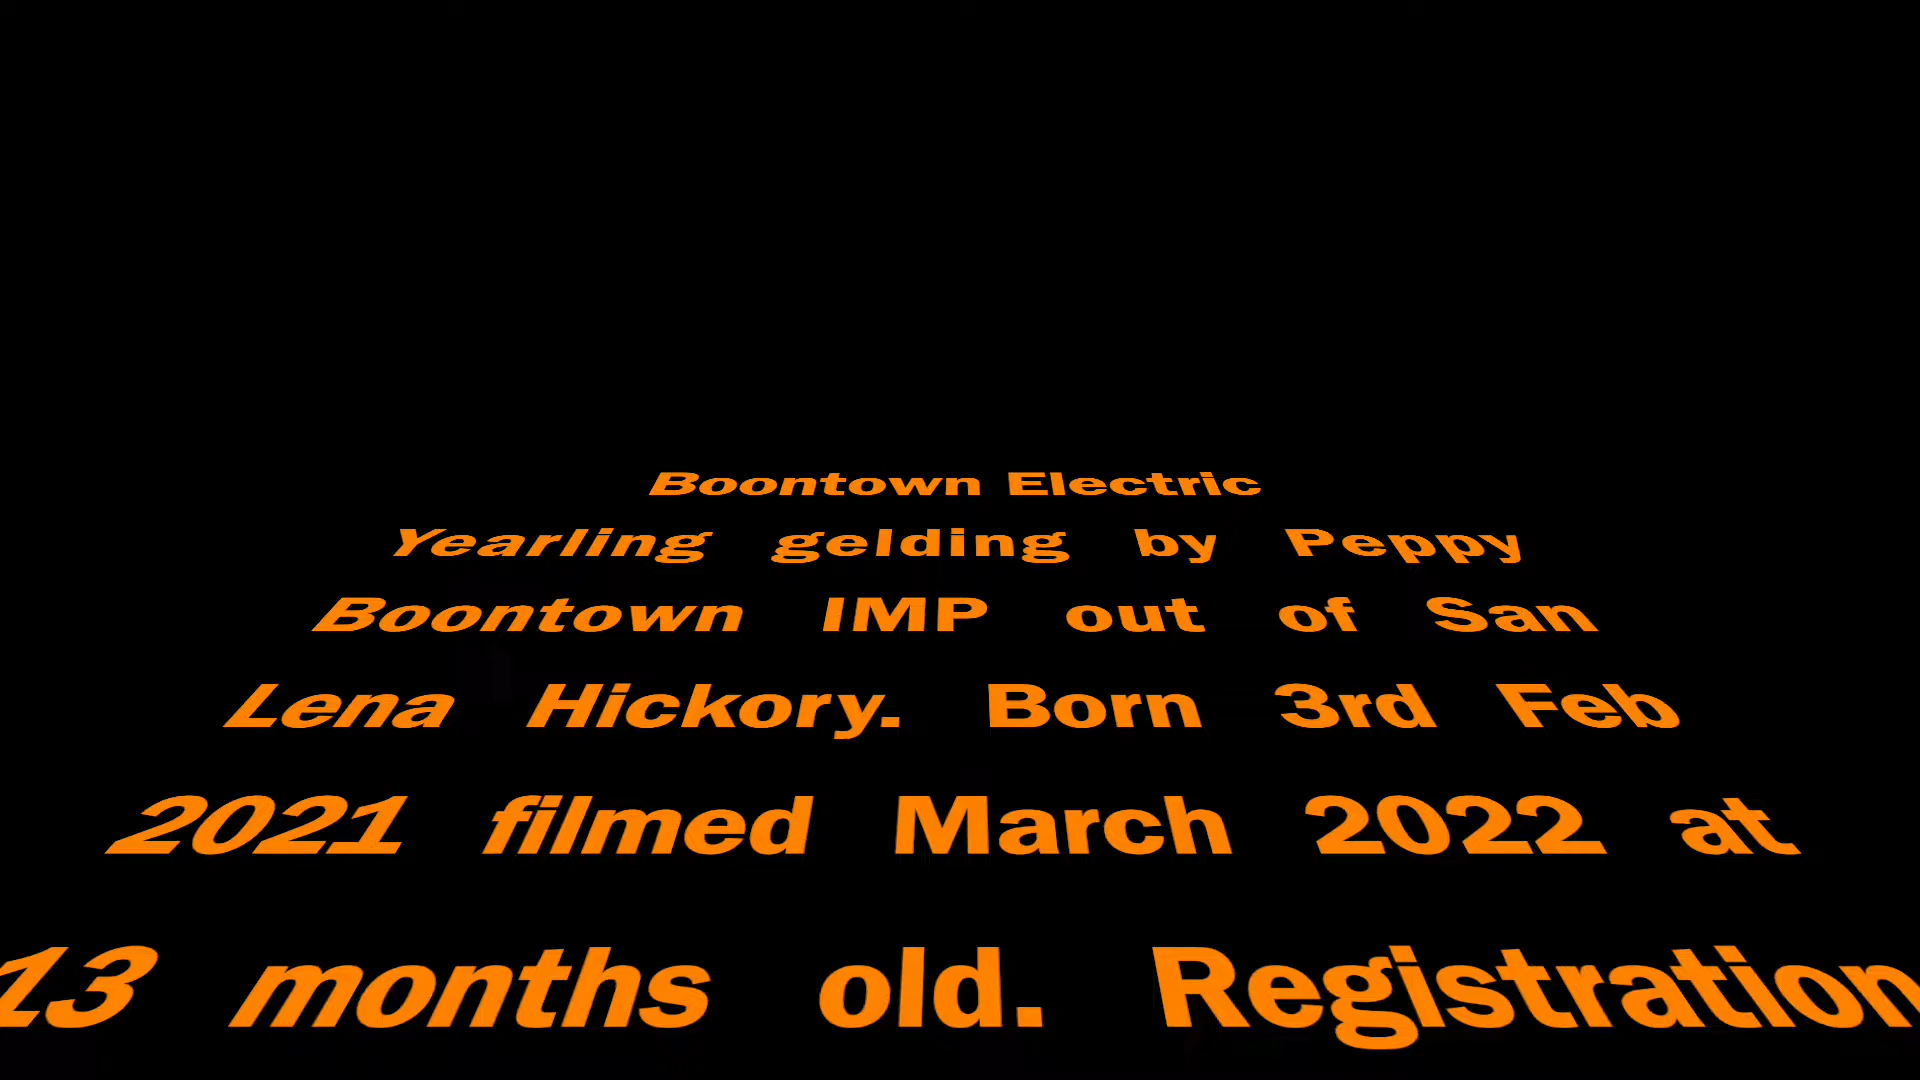 Boontown Electric
Yearling gelding by Peppy
Boontown IMP out of San
Lena Hickory. Born 3rd Feb
2021 filmed March 2022 at
13 months old. Registration